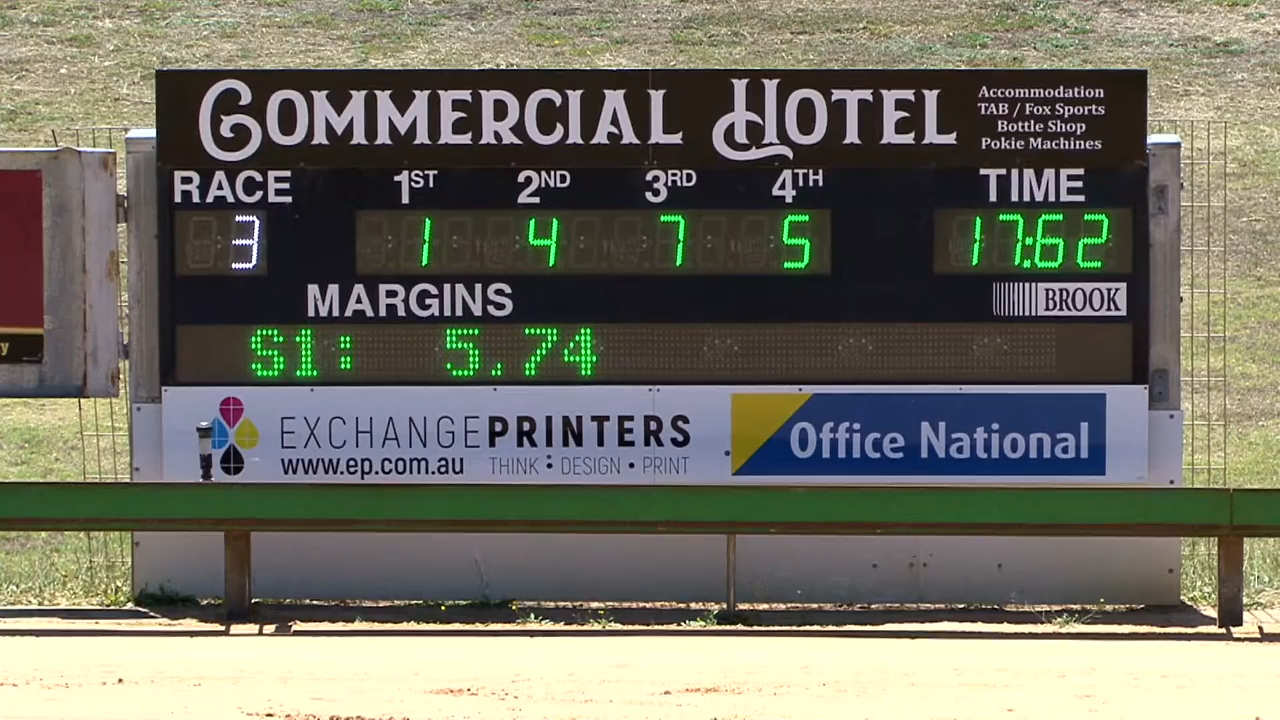 COMMERCIAL HOTEL
Accommodation
TAB / Fox Sports
Bottle Shop
Pokie Machines
RACE 1ST 2ND 3RD 4TH TIME
3 1 4 7 5 17:62
MARGINS
BROOK
S1: 5.74
y
EXCHANGEPRINTERS
www.ep.com.au THINK : DESIGN • PRINT
Office National